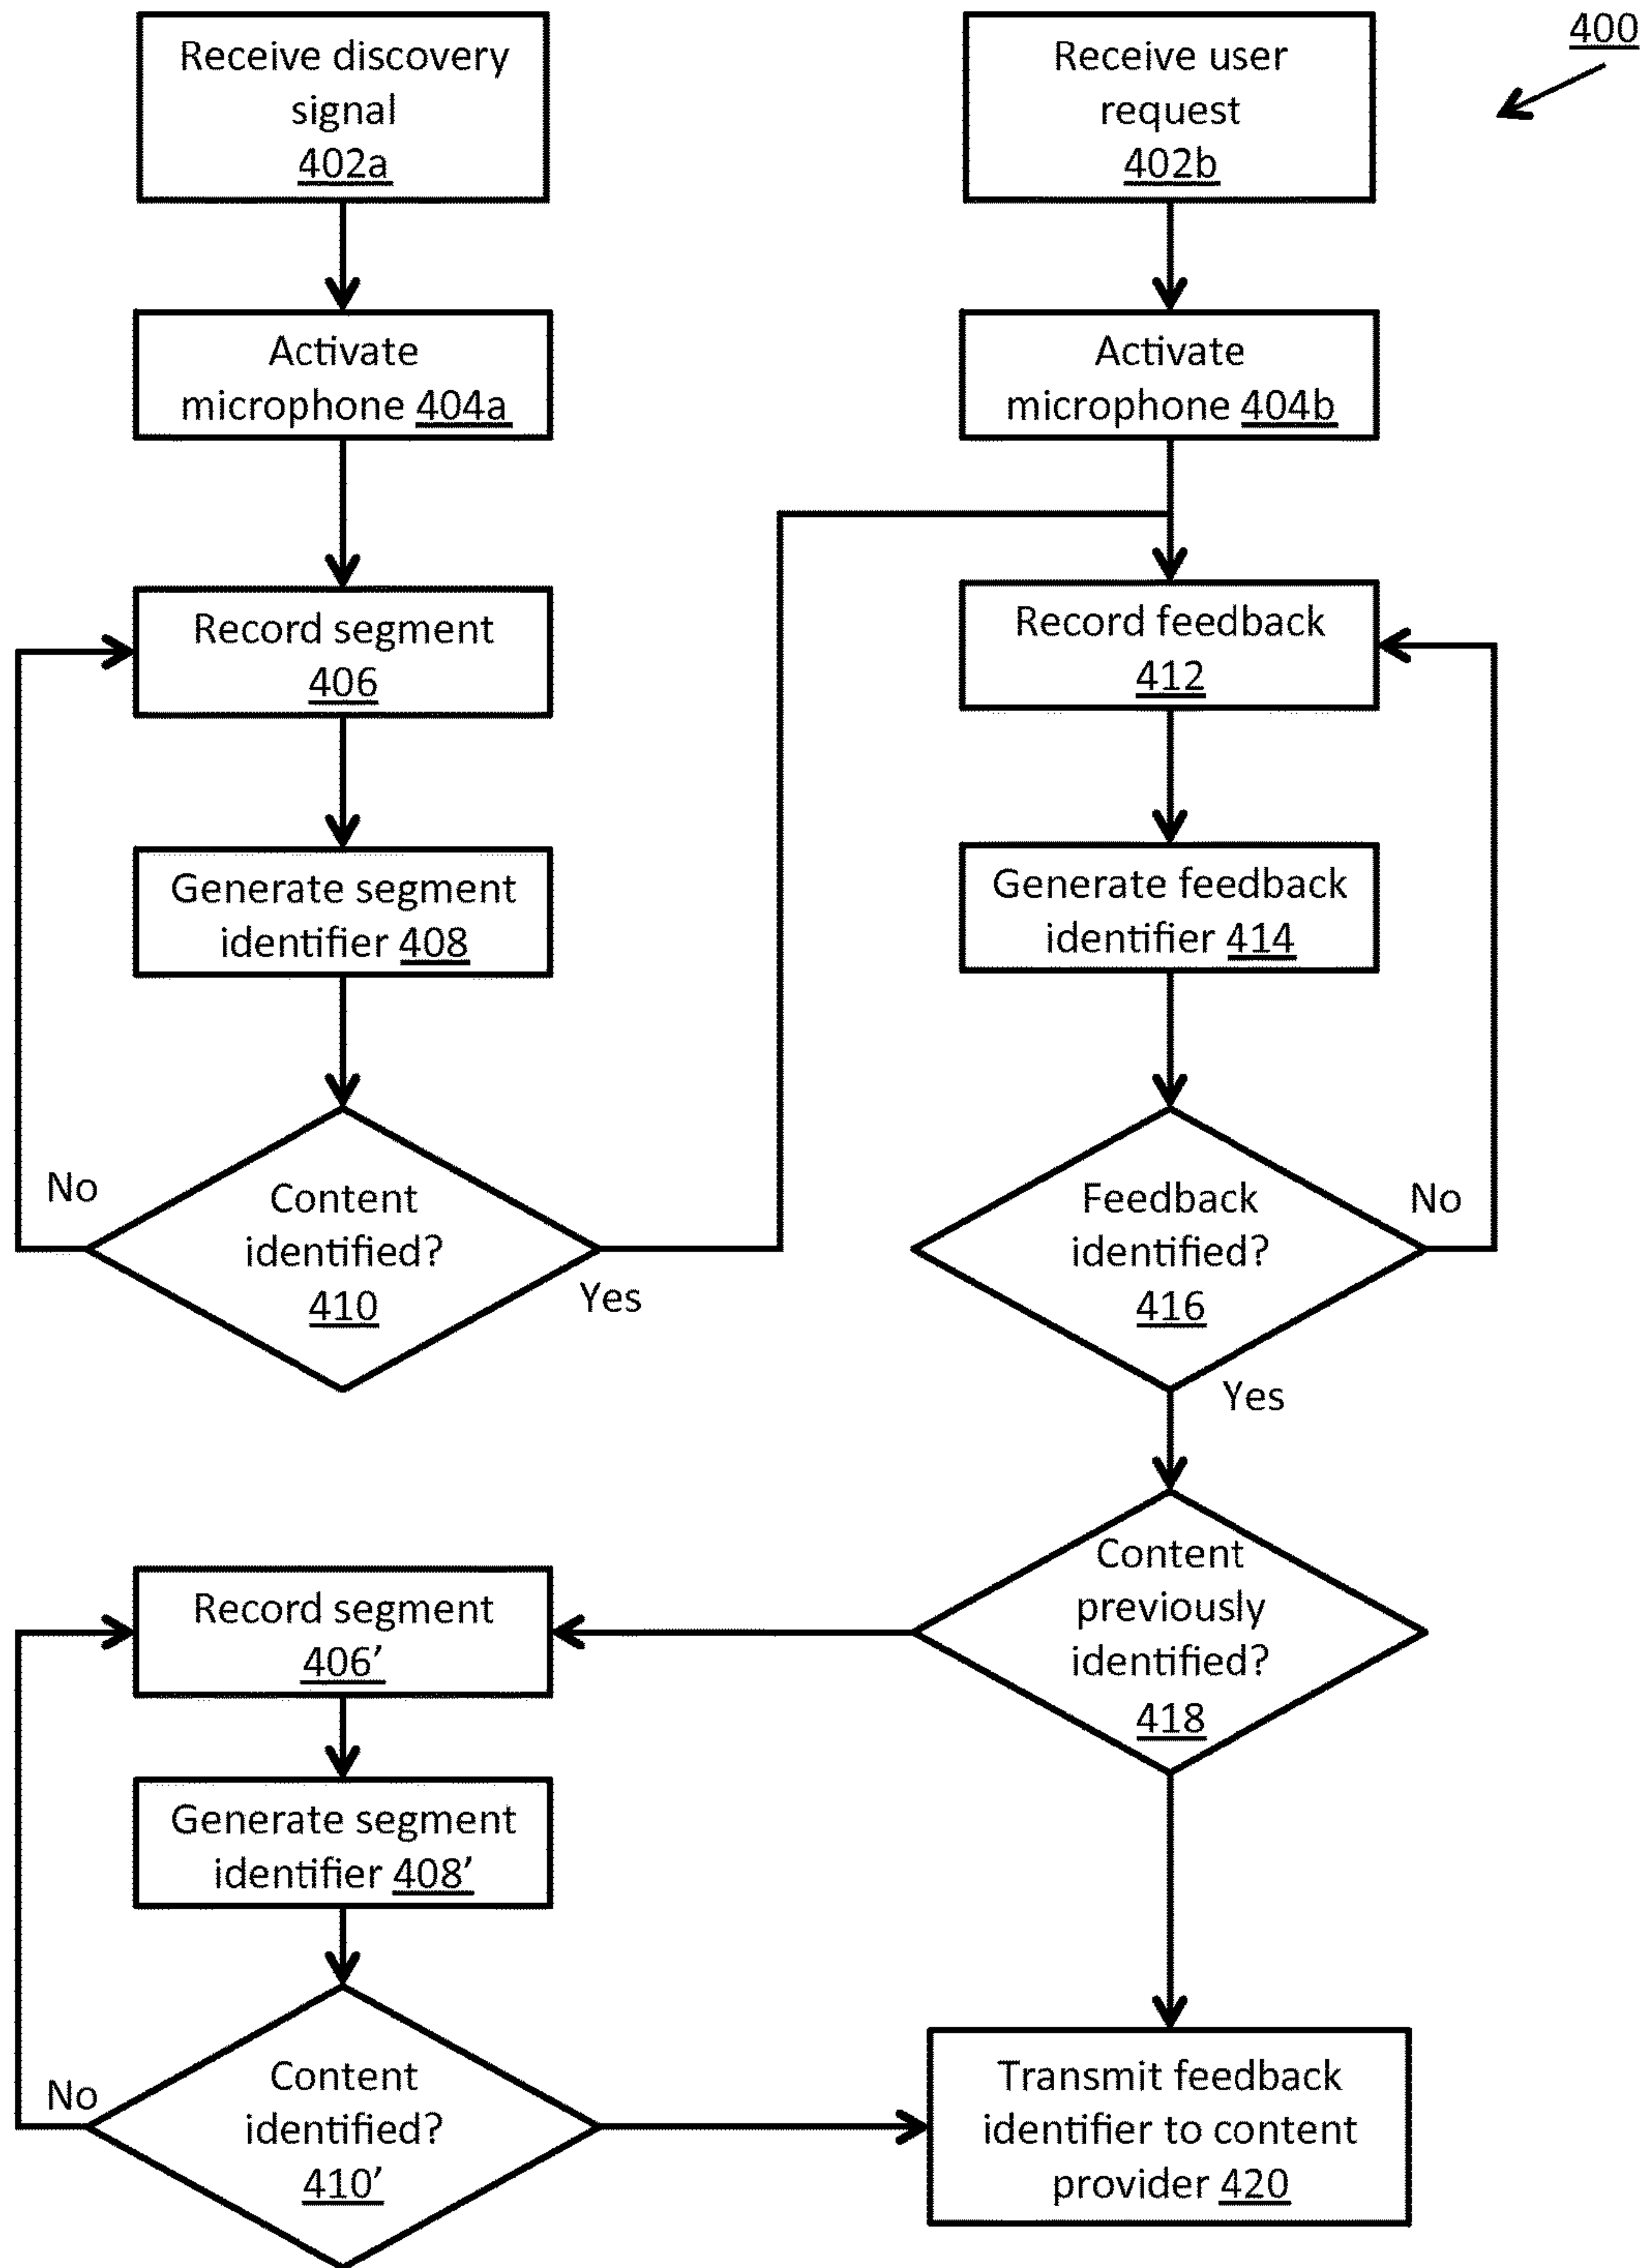 400
Receive discovery
signal
402a
Receive user
request
402b
Activate
microphone 404a
Activate
microphone 404b
Record segment
406
Record feedback
412
Generate segment
identifier 408
Generate feedback
identifier 414
No
Content
identified?
410
Yes
Feedback
identified?
416
No
Yes
Content
previously
identified?
418
Record segment
406’
Generate segment
identifier 408’
No
Content
identified?
410’
Transmit feedback
identifier to content
provider 420